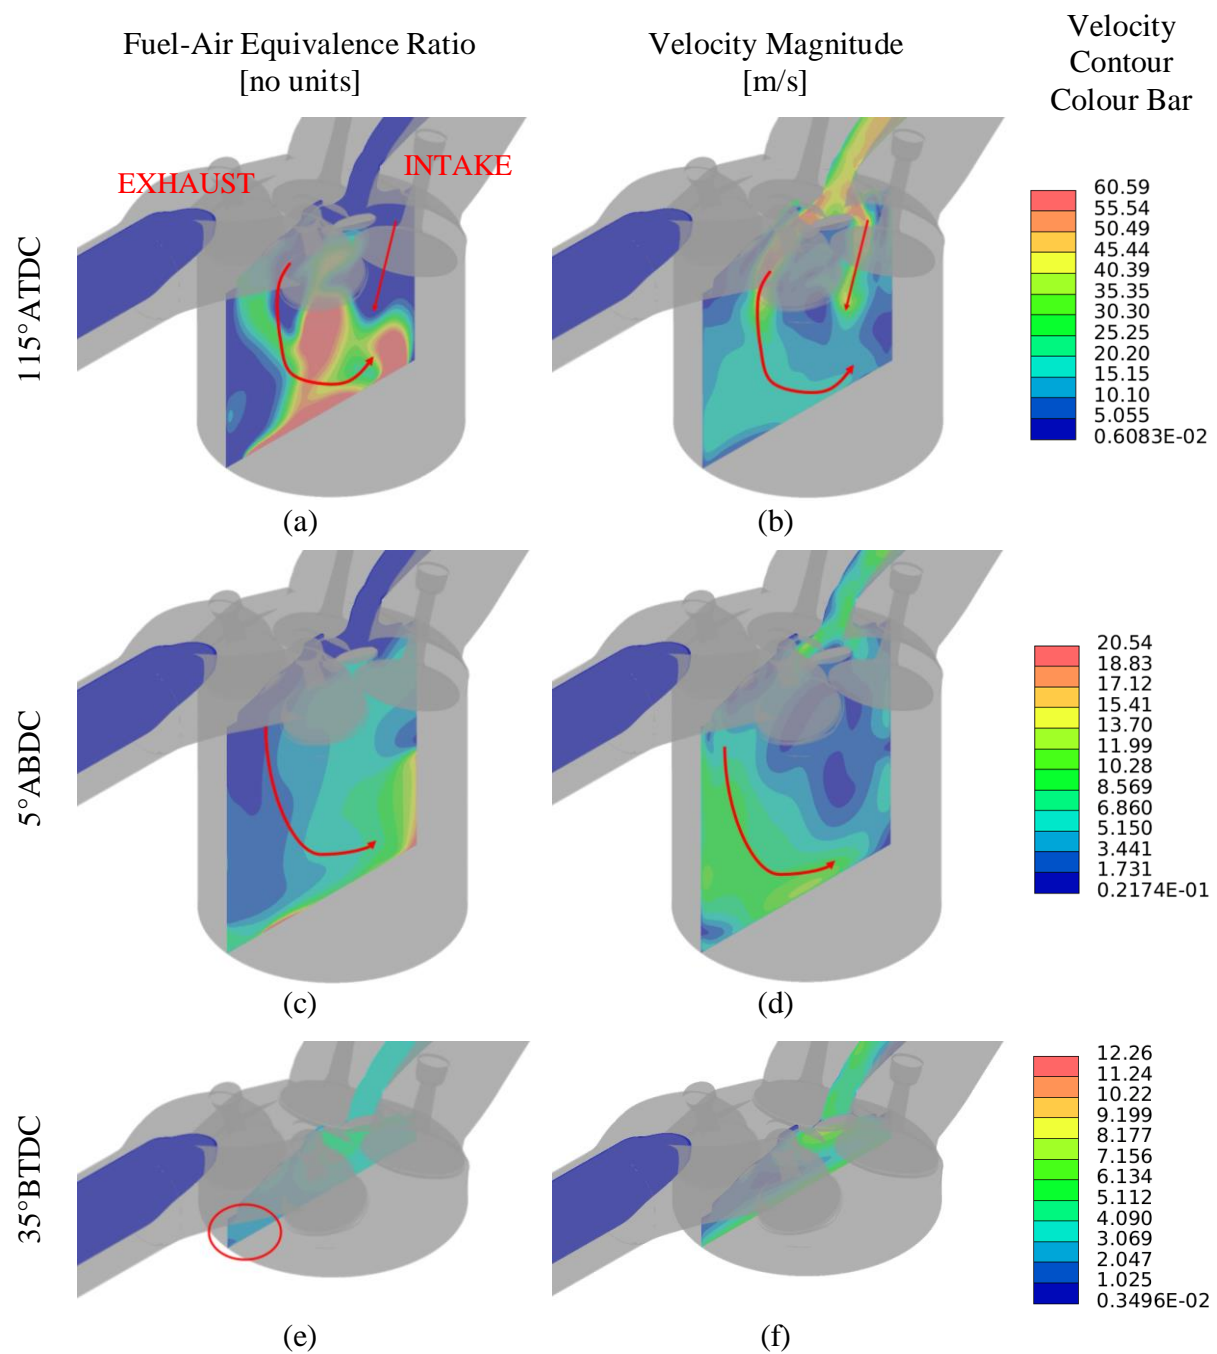 Fuel-Air Equivalence Ratio
[no units]
Velocity Magnitude
[m/s]
Velocity
Contour
Colour Bar
115°ATDC
EXHAUST
INTAKE
60.59
55.54
50.49
45.44
40.39
35.35
30.30
25.25
20.20
15.15
10.10
5.055
0.6083E-02
(a)
(b)
5°ABDC
20.54
18.83
17.12
15.41
13.70
11.99
10.28
8.569
6.860
5.150
3.441
1.731
0.2174E-01
(c)
(d)
35°BTDC
12.26
11.24
10.22
9.199
8.177
7.156
6.134
5.112
4.090
3.069
2.047
1.025
0.3496E-02
(e)
(f)